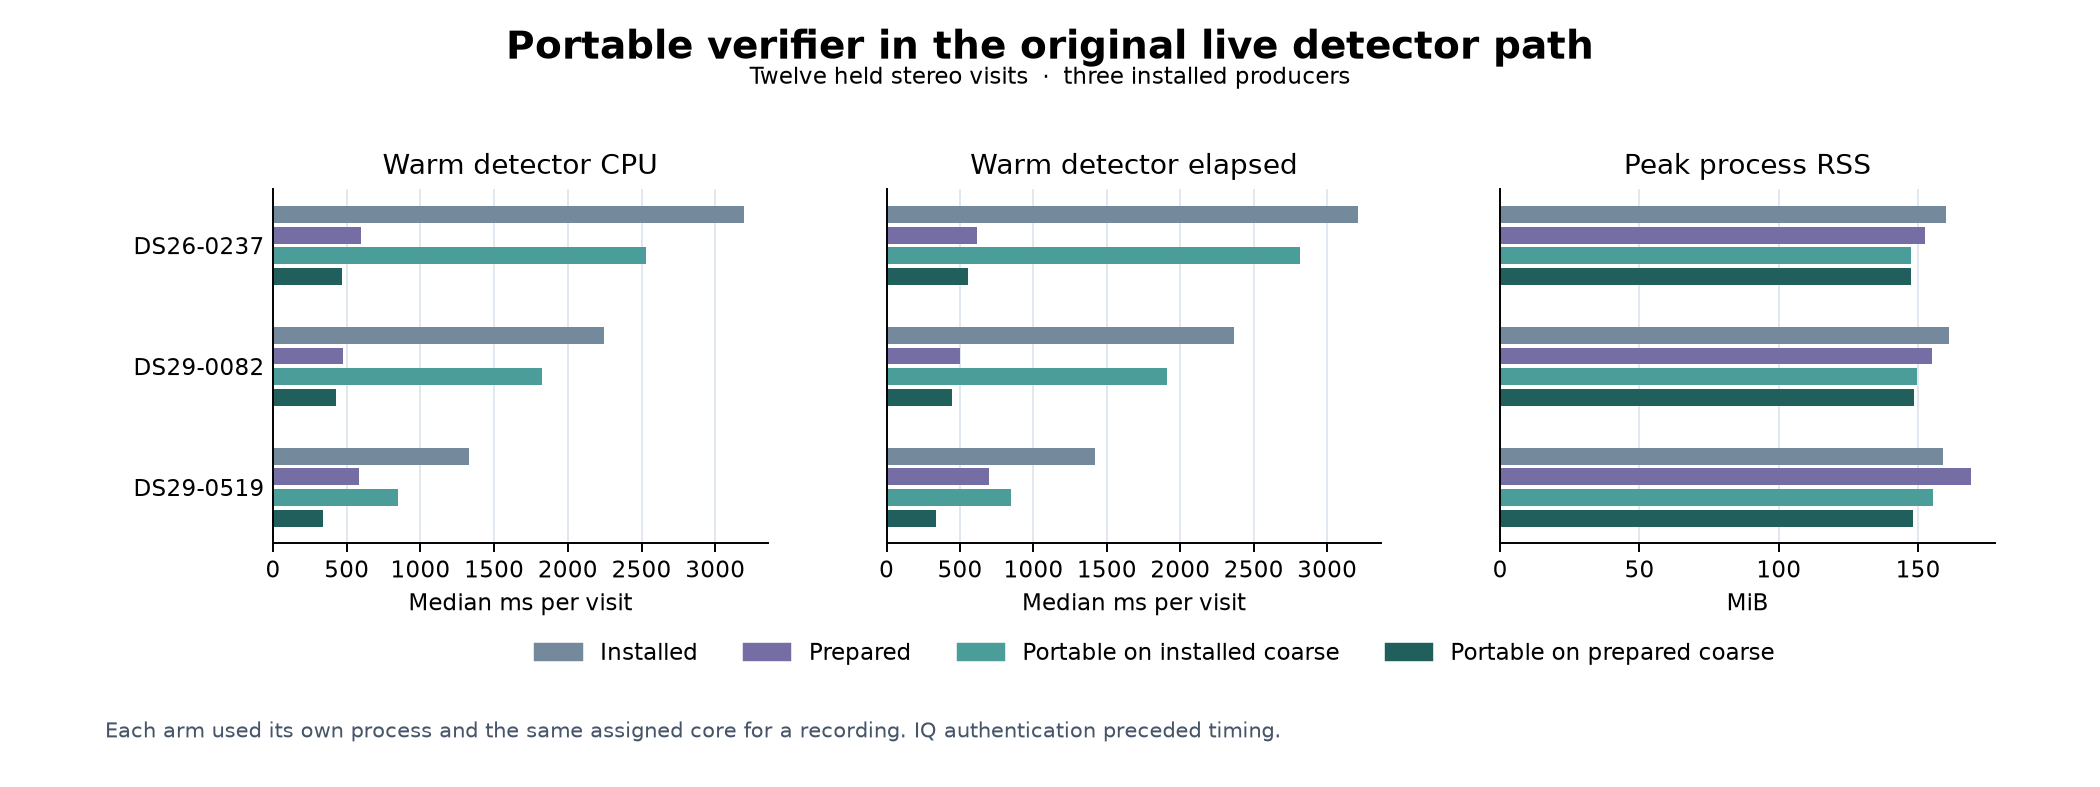 Portable verifier in the original live detector path
Twelve held stereo visits · three installed producers
Warm detector CPU
Warm detector elapsed
Peak process RSS
DS26-0237
DS29-0082
DS29-0519
0 500 1000 1500 2000 2500 3000
0 500 1000 1500 2000 2500 3000
0 50 100 150
Median ms per visit
Median ms per visit
MiB
Installed
Prepared
Portable on installed coarse
Portable on prepared coarse
Each arm used its own process and the same assigned core for a recording. IQ authentication preceded timing.